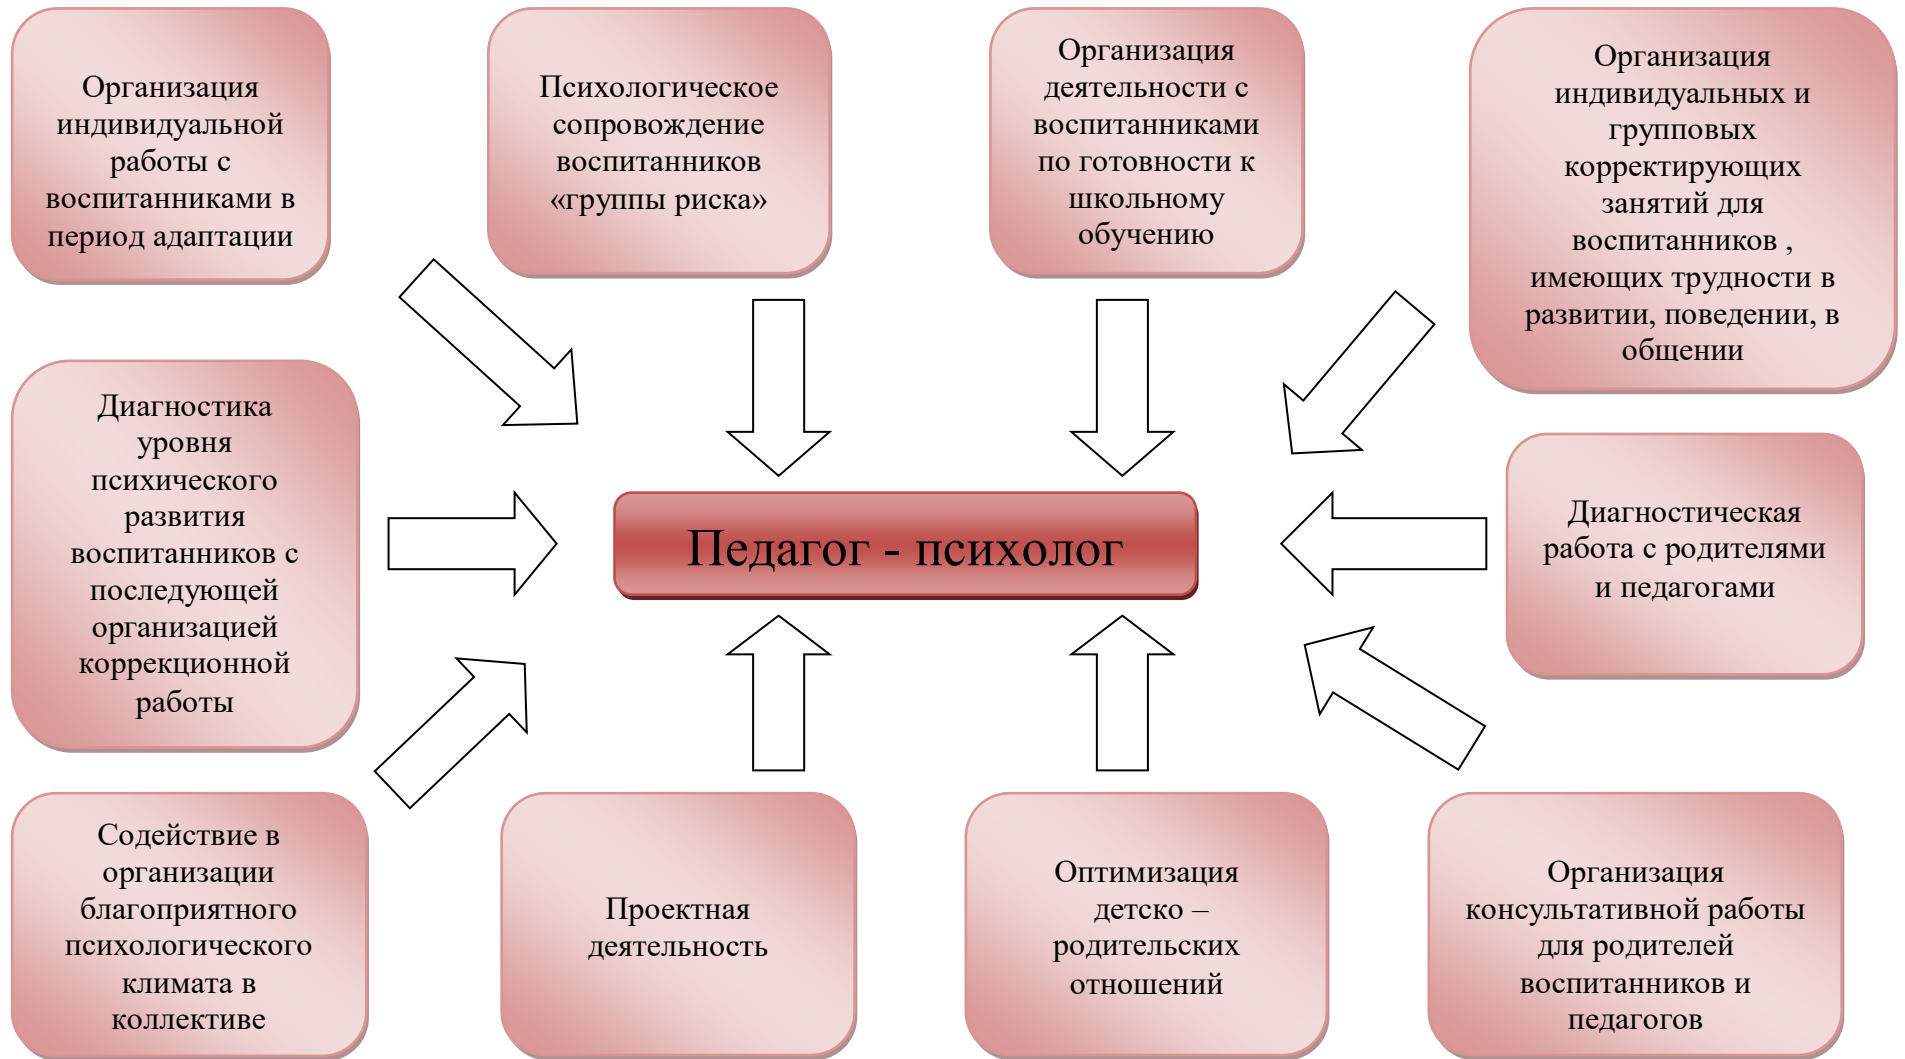 Организация
индивидуальной
работы с
воспитанниками в
период адаптации
Психологическое
сопровождение
воспитанников
«группы риска»
Организация
деятельности с
воспитанниками
по готовности к
школьному
обучению
Организация
индивидуальных и
групповых
корректирующих
занятий для
воспитанников ,
имеющих трудности в
развитии, поведении, в
общении
Диагностика
уровня
психического
развития
воспитанников с
последующей
организацией
коррекционной
работы
Педагог - психолог
Диагностическая
работа с родителями
и педагогами
Содействие в
организации
благоприятного
психологического
климата в
коллективе
Проектная
деятельность
Оптимизация
детско –
родительских
отношений
Организация
консультативной работы
для родителей
воспитанников и
педагогов